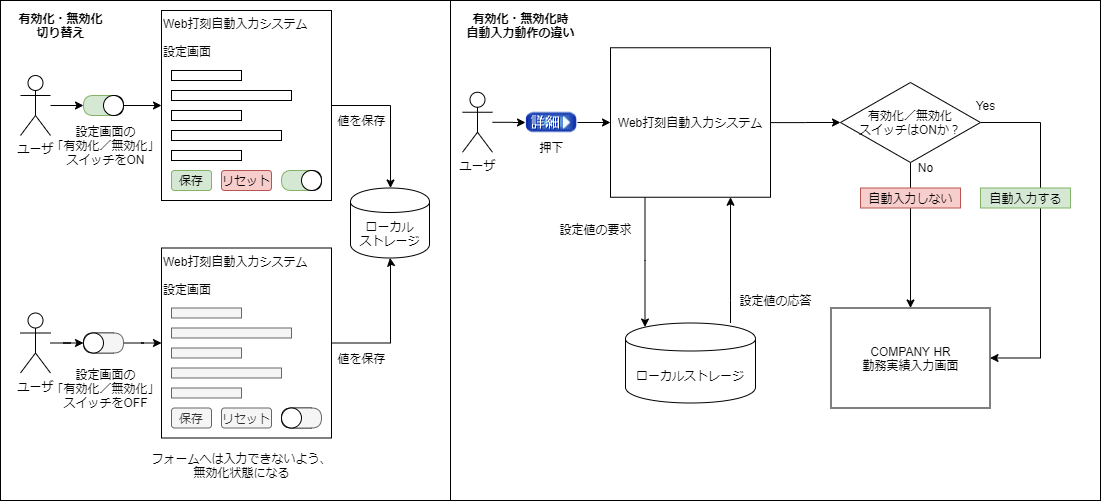 有効化・無効化
切り替え
Web打刻自動入力システム
設定画面
ユーザ
設定画面の
「有効化／無効化」
スイッチをON
保存
リセット
値を保存
ローカル
ストレージ
Web打刻自動入力システム
設定画面
ユーザ
設定画面の
「有効化／無効化」
スイッチをOFF
保存
リセット
値を保存
フォームへは入力できないよう、
無効化状態になる
有効化・無効化時
自動入力動作の違い
ユーザ
詳細
押下
Web打刻自動入力システム
有効化／無効化
スイッチはONか？
Yes
No
自動入力しない
自動入力する
設定値の要求
設定値の応答
ローカルストレージ
COMPANY HR
勤務実績入力画面